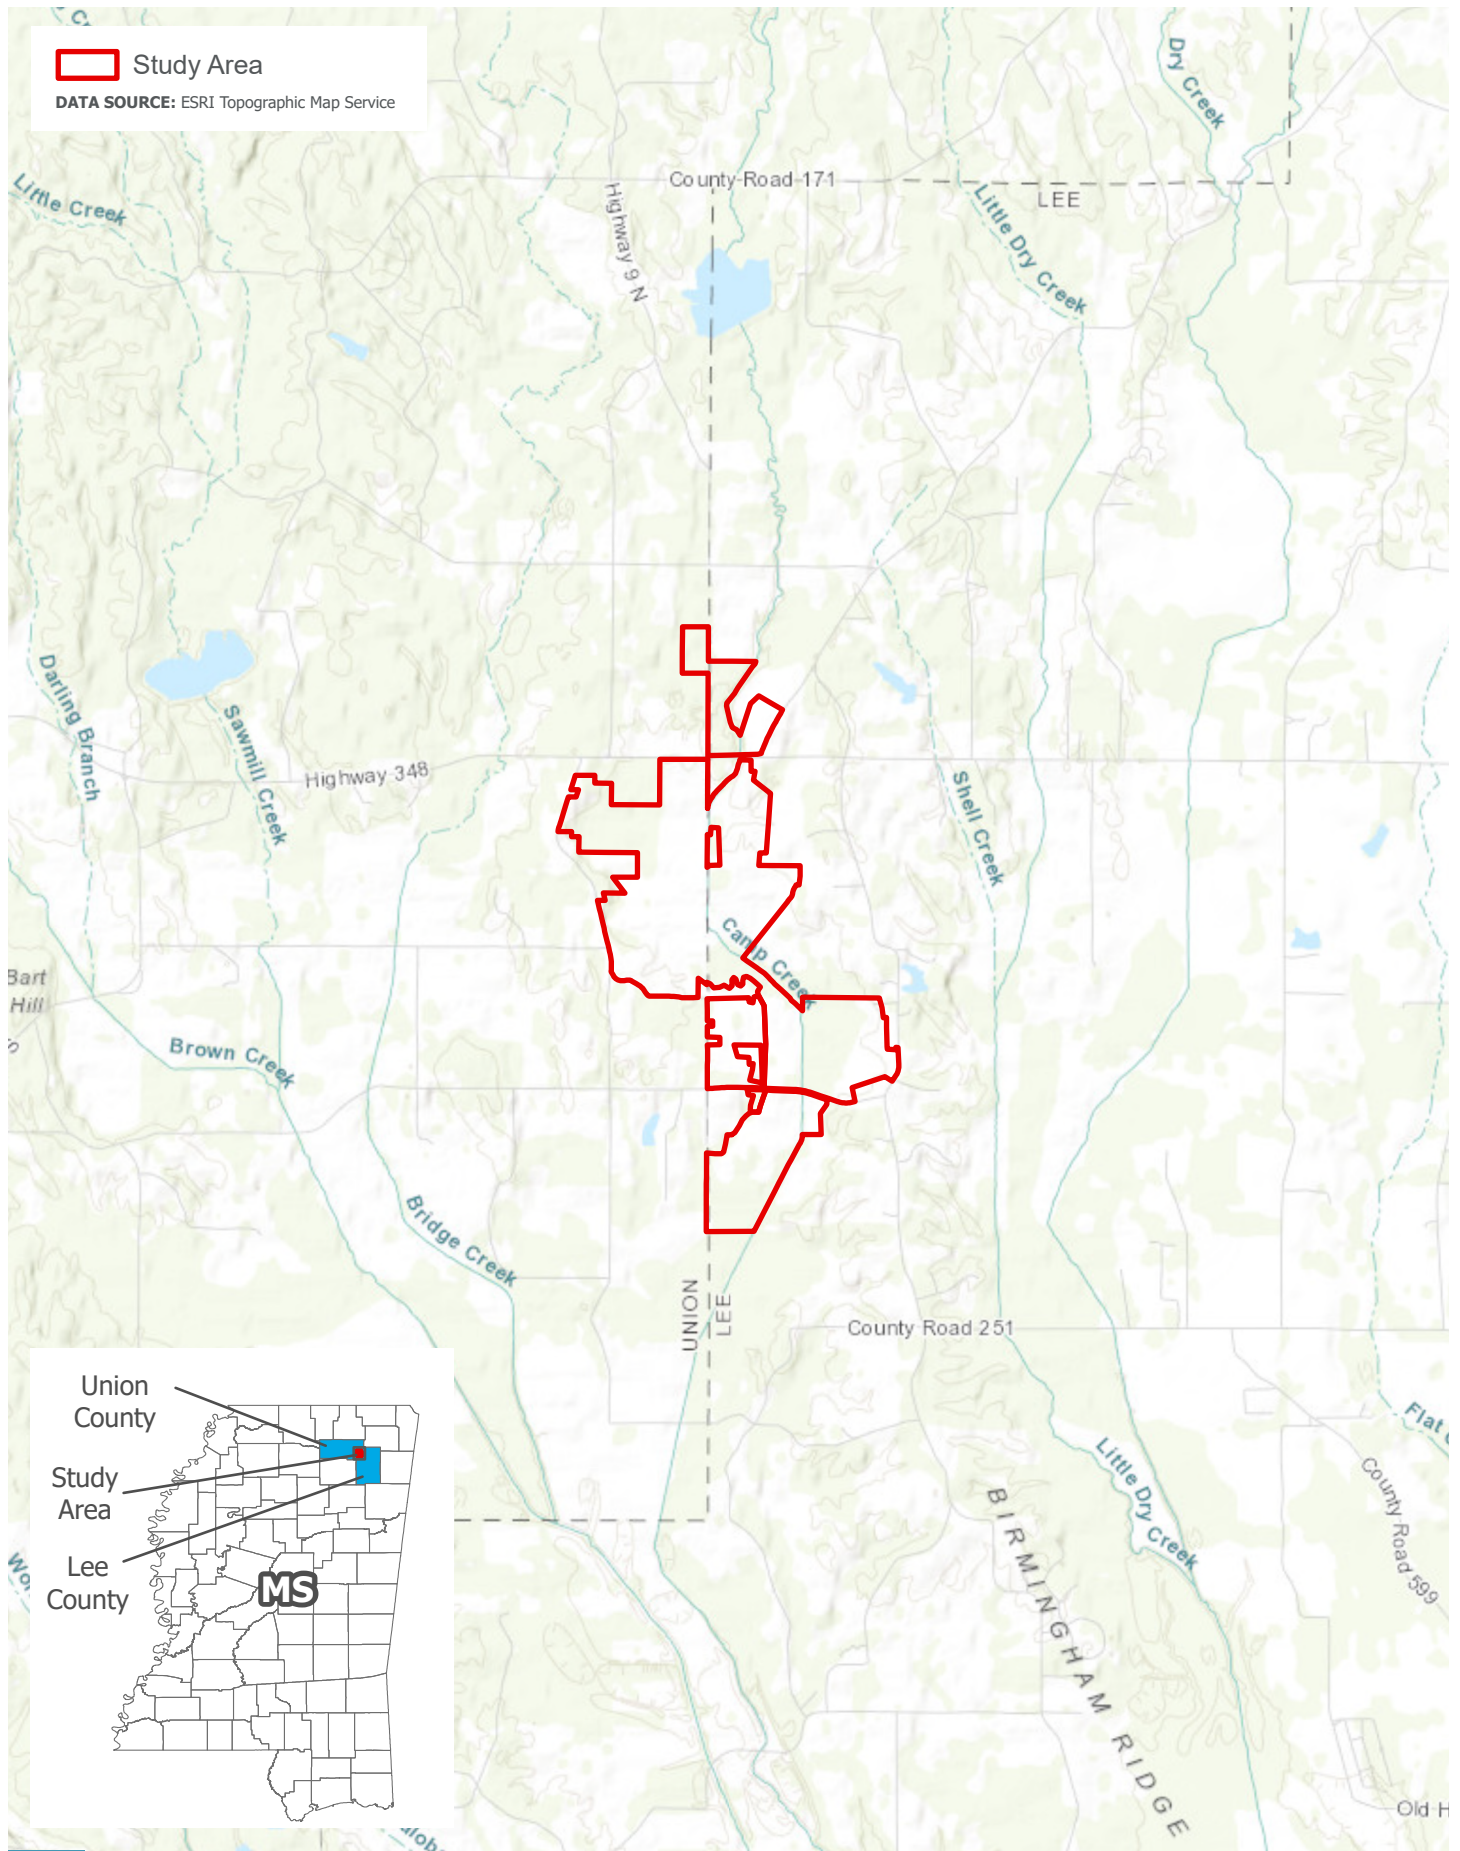 Study Area
DATA SOURCE: ESRI Topographic Map Service
Dry Creek
Little Creek
County Road 171
LEE
Highway 9 N
Little Dry Creek
Darling Branch
Sawmill Creek
Highway 348
Shell Creek
Camp Creek
Bart
Hill
Brown Creek
Bridge Creek
UNION
LEE
County Road 251
Flat
Little Dry Creek
County Road 599
BIRMINGHAM RIDGE
Old H
Union
County
Study
Area
Lee
County
MS